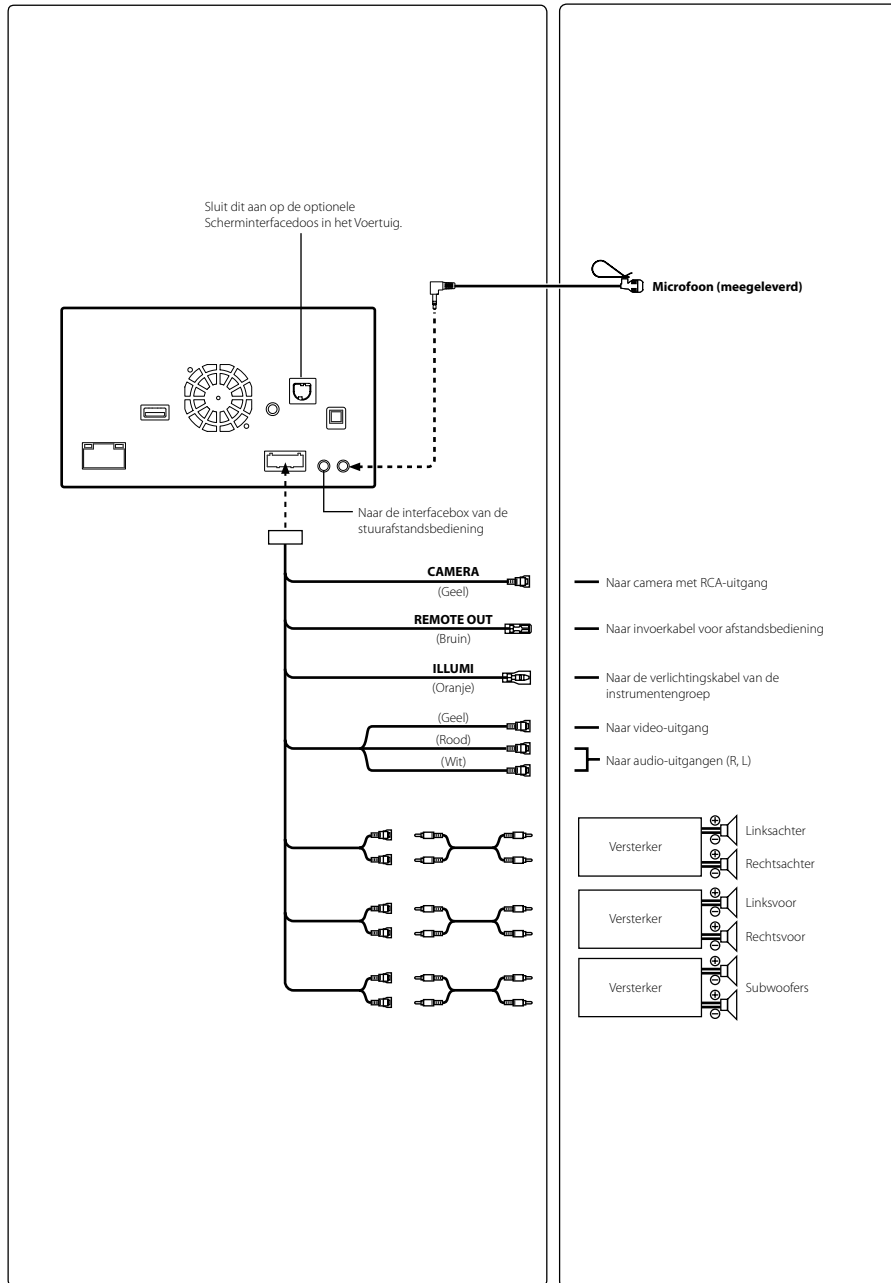 Sluit dit aan op de optionele
Scherminterfacedoos in het Voertuig.
Microfoon (meegeleverd)
Naar de interfacebox van de
stuurafstandsbediening
CAMERA
(Geel)
Naar camera met RCA-uitgang
REMOTE OUT
(Bruin)
Naar invoerkabel voor afstandsbediening
ILLUMI
(Oranje)
Naar de verlichtingskabel van de
instrumentengroep
(Geel)
Naar video-uitgang
(Rood)
(Wit)
Naar audio-uitgangen (R, L)
Versterker
Linksachter
Rechtsachter
Versterker
Linksvoor
Rechtsvoor
Versterker
Subwoofers